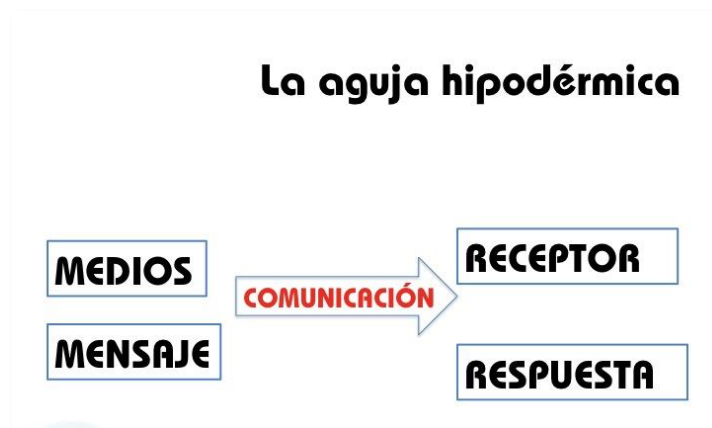 La aguja hipodérmica
MEDIOS
MENSAJE
COMUNICACIÓN
RECEPTOR
RESPUESTA